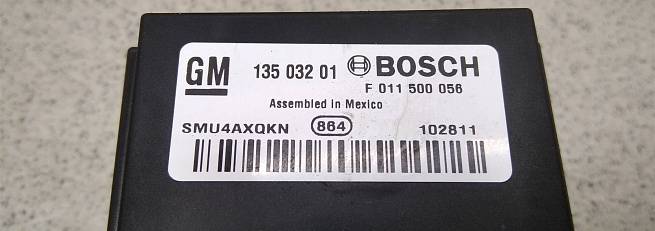 GM 135 032 01 BOSCH
F 011 500 056
Assembled in Mexico
SMU4AXQKN 864 102811